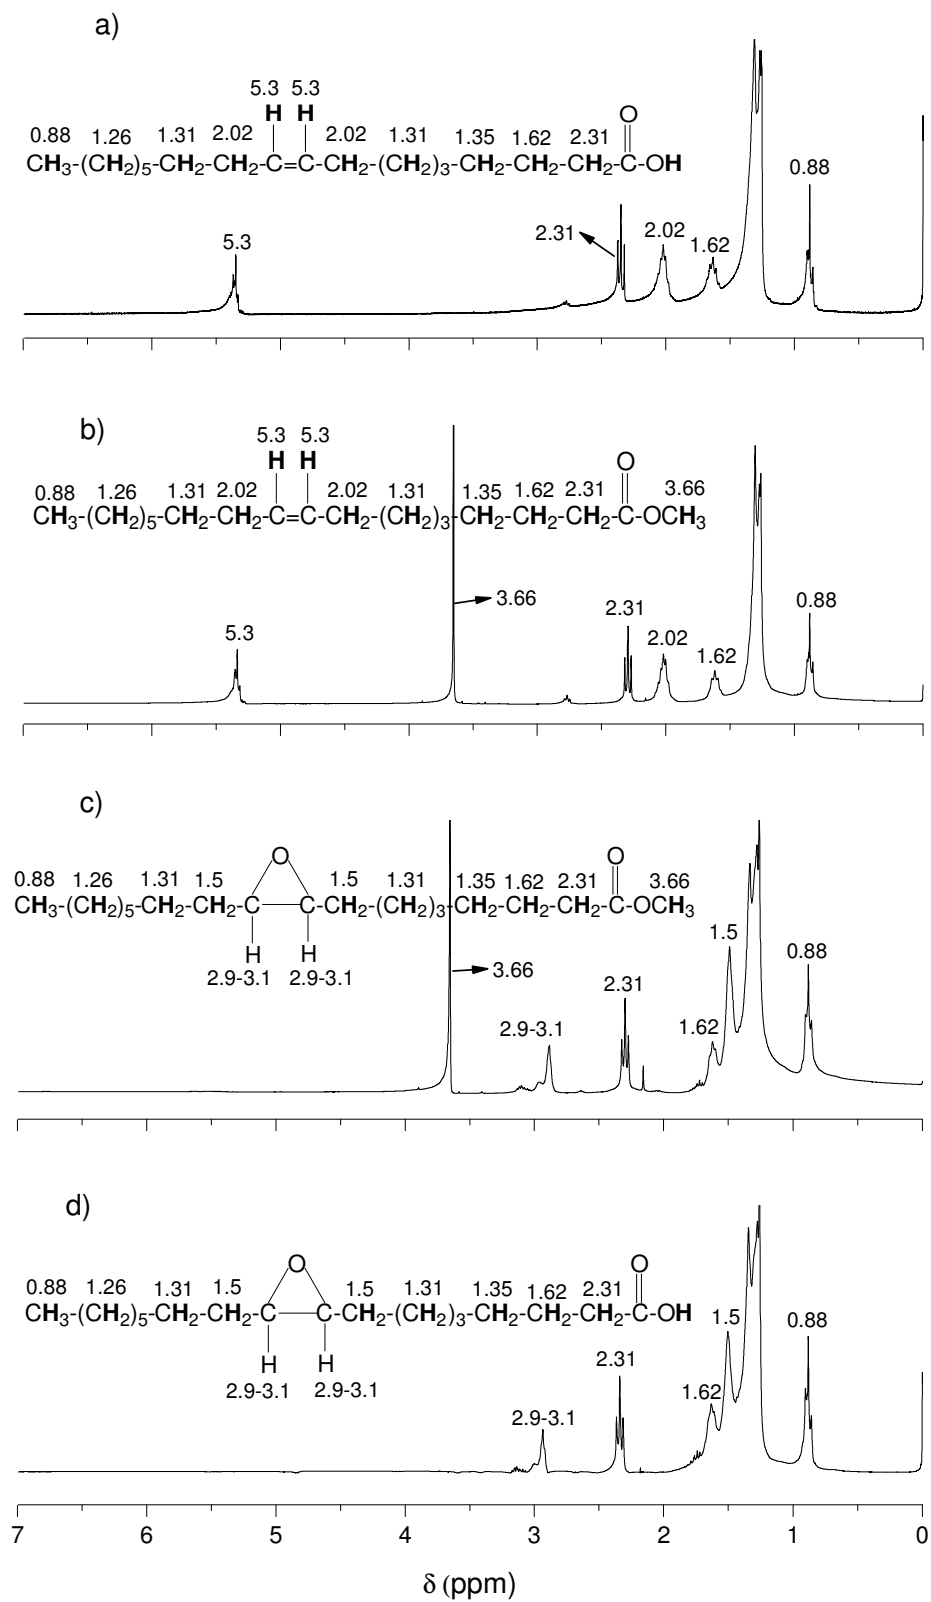 a)
5.3 5.3
H H O
0.88 1.26 1.31 2.02 2.02 1.31 1.35 1.62 2.31
CH3-(CH2)5-CH2-CH2-C=C-CH2-(CH2)3-CH2-CH2-CH2-C-OH
0.88
5.3 2.31 2.02 1.62
b)
5.3 5.3
H H O
0.88 1.26 1.31 2.02 2.02 1.31 1.35 1.62 2.31 3.66
CH3-(CH2)5-CH2-CH2-C=C-CH2-(CH2)3-CH2-CH2-CH2-C-OCH3
3.66 2.31 0.88
5.3 2.02 1.62
c)
O O
0.88 1.26 1.31 1.5 1.5 1.31 1.35 1.62 2.31 3.66
CH3-(CH2)5-CH2-CH2-C-C-CH2-(CH2)3-CH2-CH2-CH2-C-OCH3
H H 1.5 0.88
2.9-3.1 2.9-3.1 3.66 2.31
2.9-3.1 1.62
d)
O O
0.88 1.26 1.31 1.5 1.5 1.31 1.35 1.62 2.31
CH3-(CH2)5-CH2-CH2-C-C-CH2-(CH2)3-CH2-CH2-CH2-C-OH
1.5 0.88
H H 2.31
2.9-3.1 2.9-3.1 1.62
2.9-3.1
7 6 5 4 3 2 1 0
δ (ppm)